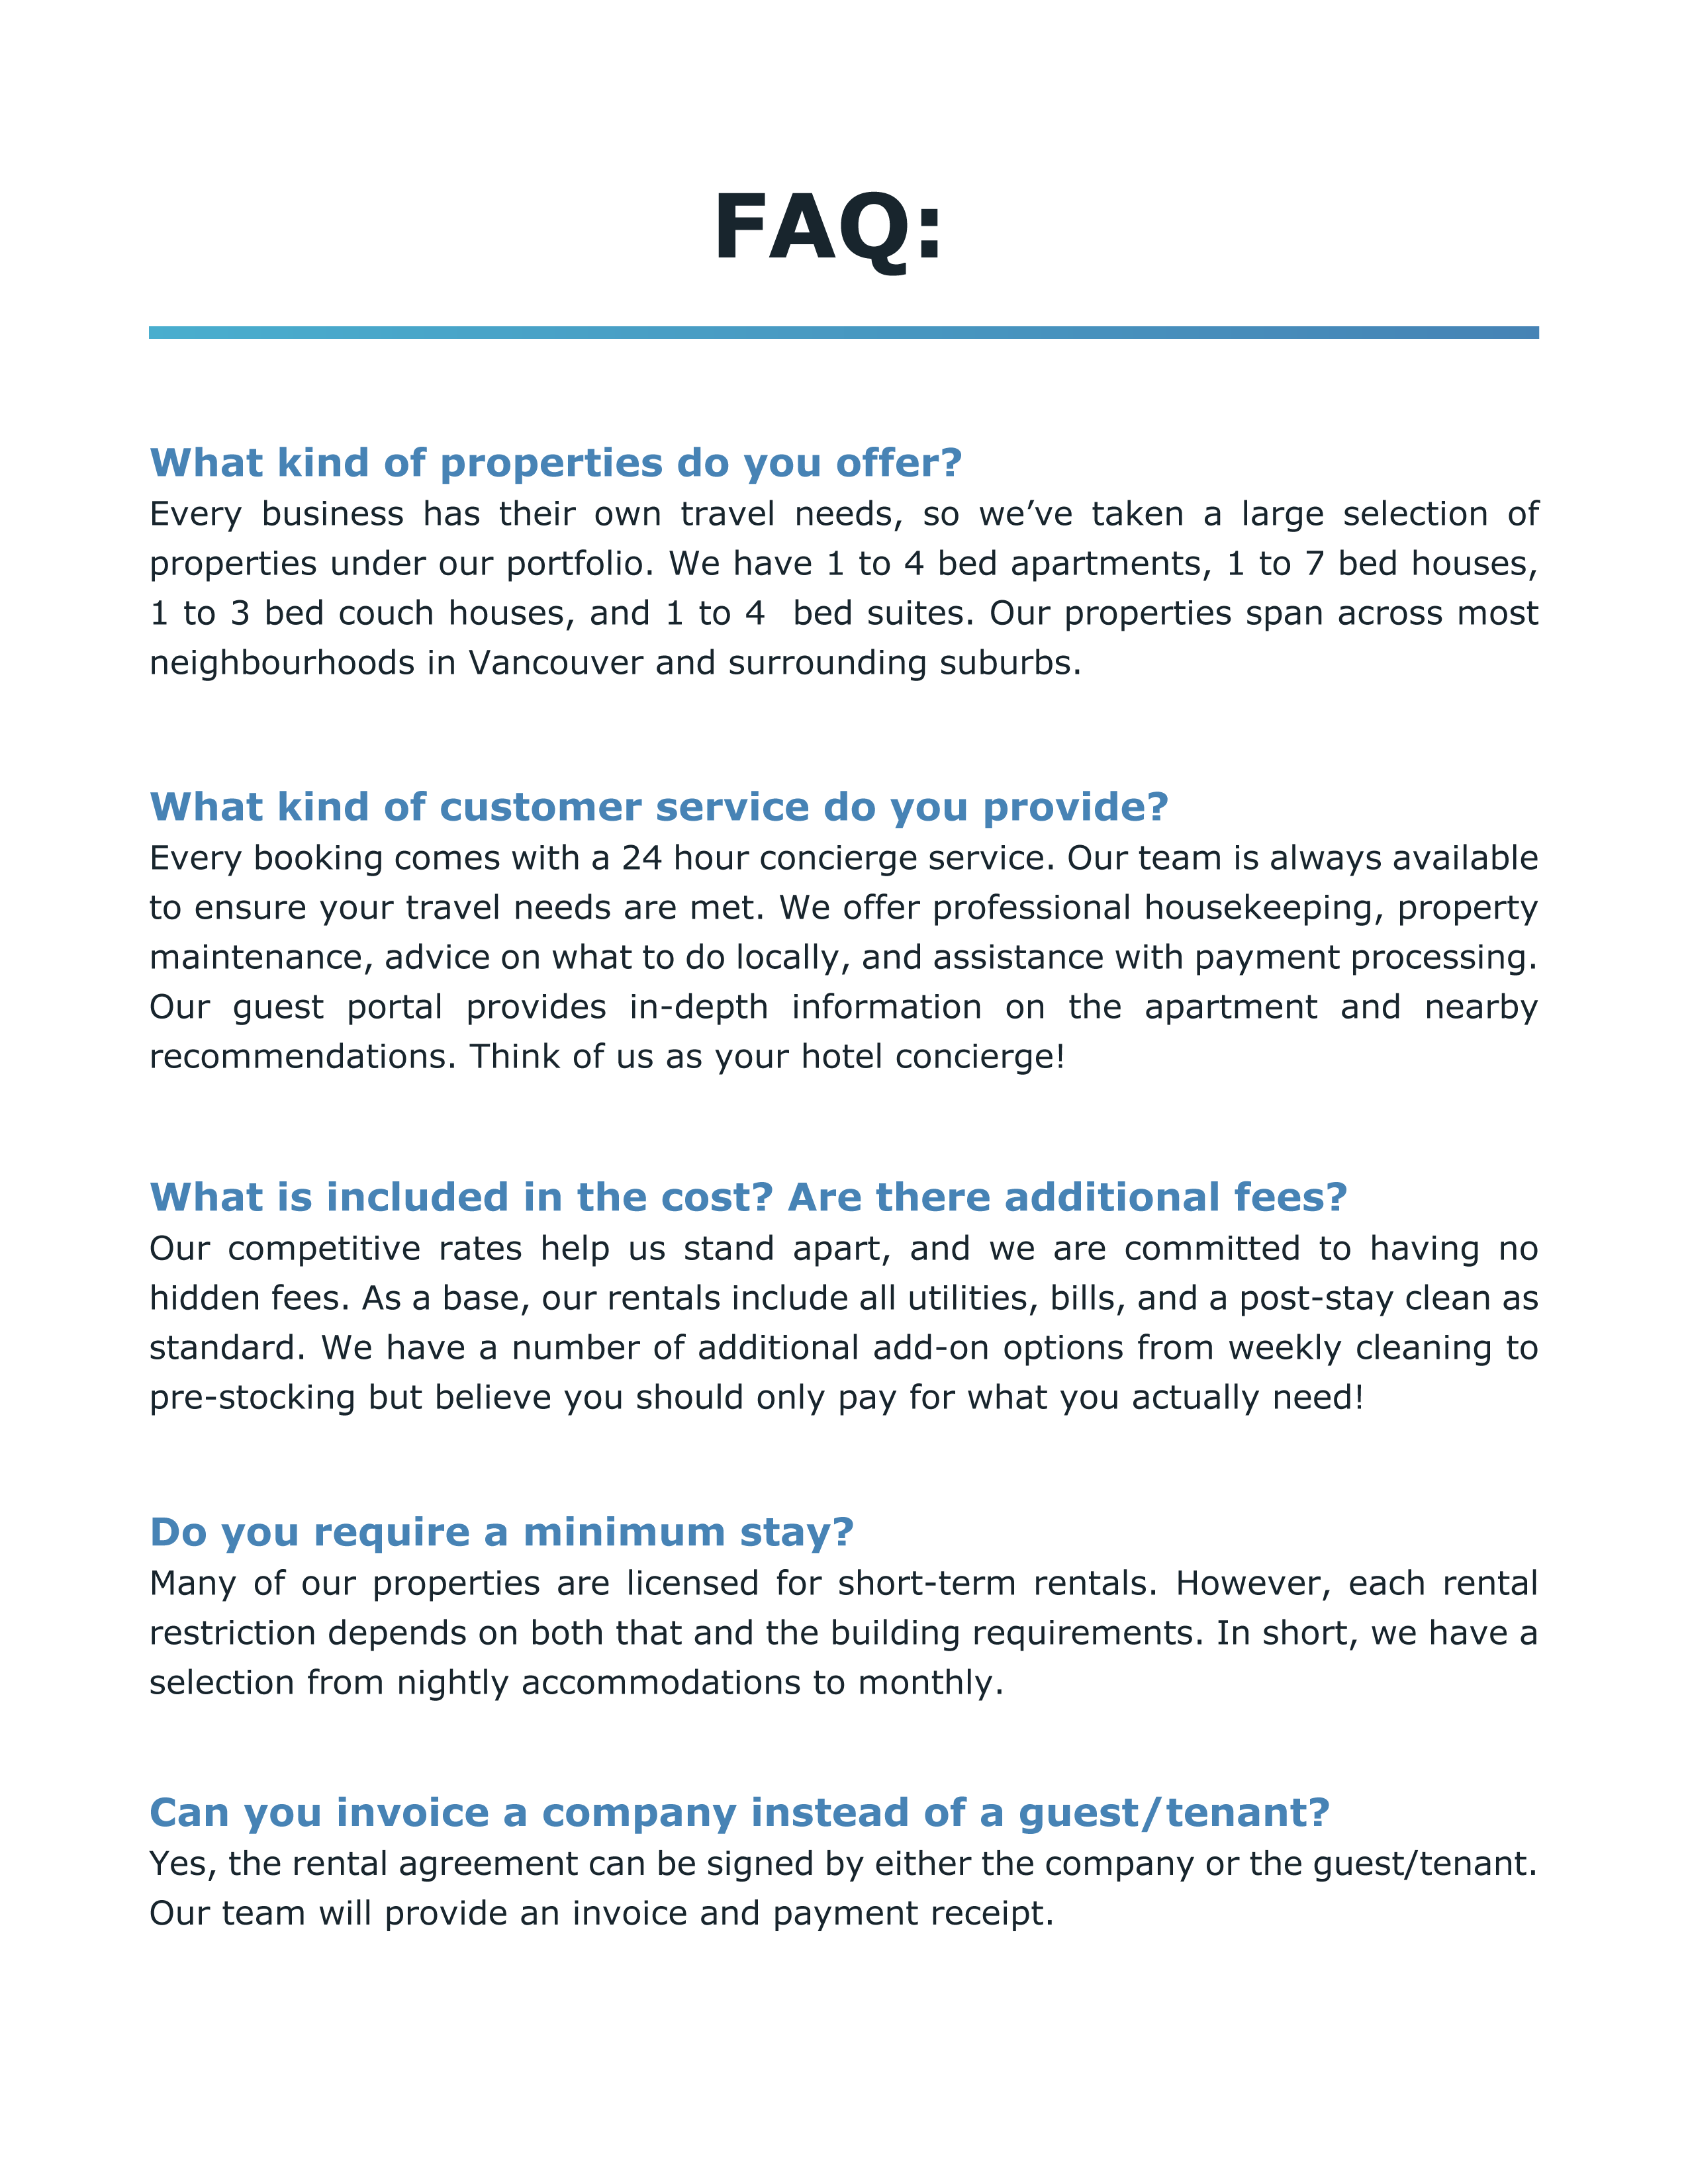 FAQ:
What kind of properties do you offer?
Every business has their own travel needs, so we’ve taken a large selection of
properties under our portfolio. We have 1 to 4 bed apartments, 1 to 7 bed houses,
1 to 3 bed couch houses, and 1 to 4  bed suites. Our properties span across most
neighbourhoods in Vancouver and surrounding suburbs.
What kind of customer service do you provide?
Every booking comes with a 24 hour concierge service. Our team is always available
to ensure your travel needs are met. We offer professional housekeeping, property
maintenance, advice on what to do locally, and assistance with payment processing.
Our guest portal provides in-depth information on the apartment and nearby
recommendations. Think of us as your hotel concierge!
What is included in the cost? Are there additional fees?
Our competitive rates help us stand apart, and we are committed to having no
hidden fees. As a base, our rentals include all utilities, bills, and a post-stay clean as
standard. We have a number of additional add-on options from weekly cleaning to
pre-stocking but believe you should only pay for what you actually need!
Do you require a minimum stay?
Many of our properties are licensed for short-term rentals. However, each rental
restriction depends on both that and the building requirements. In short, we have a
selection from nightly accommodations to monthly.
Can you invoice a company instead of a guest/tenant?
Yes, the rental agreement can be signed by either the company or the guest/tenant.
Our team will provide an invoice and payment receipt.